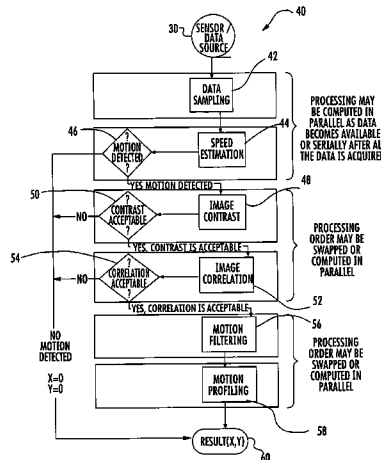 40
30
SENSOR/
DATA
SOURCE
42
DATA
SAMPLING
PROCESSING MAY
BE COMPUTED IN
PARALLEL AS DATA
BECOMES AVAILABLE
OR SERIALLY AFTER AL
THE DATA IS ACQUIRE
46
?
MOTION
DETECTED
?
SPEED
ESTIMATION
44
YES MOTION DETECTED
50
?
CONTRAST
ACCEPTABLE
?
NO
IMAGE
CONTRAST
48
YES, CONTRAST IS ACCEPTABLE
PROCESSING
ORDER MAY BE
SWAPPED
OR COMPUTED
IN PARALLEL
54
?
CORRELATION
ACCEPTABLE
?
NO
IMAGE
CORRELATION
52
YES, CORRELATION IS ACCEPTABLE
NO
MOTION
DETECTED
X=0
Y=0
MOTION
FILTERING
56
PROCESSING
ORDER MAY BE
SWAPPED
OR COMPUTED
IN PARALLEL
MOTION
PROFILING
58
RESULT(X,Y)
60